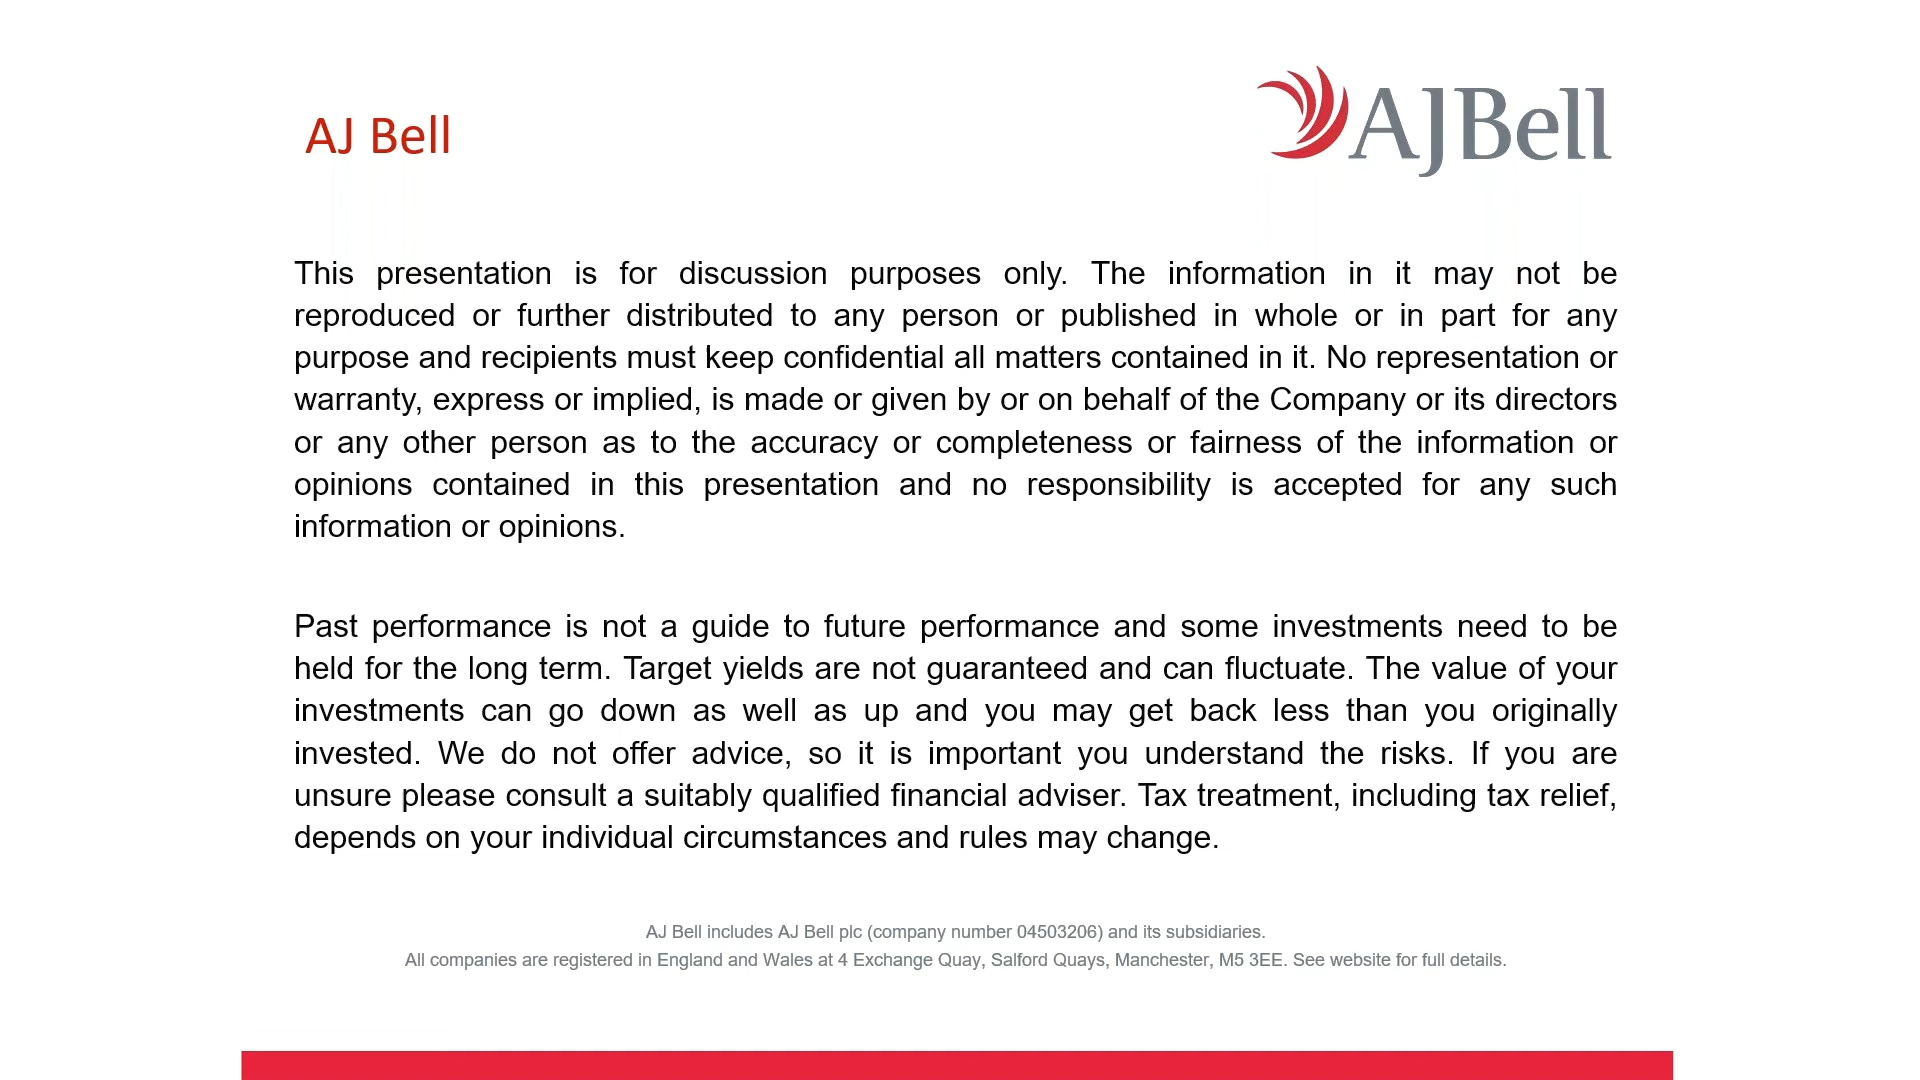 AJ Bell
AJBell
This presentation is for discussion purposes only. The information in it may not be
reproduced or further distributed to any person or published in whole or in part for any
purpose and recipients must keep confidential all matters contained in it. No representation or
warranty, express or implied, is made or given by or on behalf of the Company or its directors
or any other person as to the accuracy or completeness or fairness of the information or
opinions contained in this presentation and no responsibility is accepted for any such
information or opinions.
Past performance is not a guide to future performance and some investments need to be
held for the long term. Target yields are not guaranteed and can fluctuate. The value of your
investments can go down as well as up and you may get back less than you originally
invested. We do not offer advice, so it is important you understand the risks. If you are
unsure please consult a suitably qualified financial adviser. Tax treatment, including tax relief,
depends on your individual circumstances and rules may change.
AJ Bell includes AJ Bell plc (company number 04503206) and its subsidiaries.
All companies are registered in England and Wales at 4 Exchange Quay, Salford Quays, Manchester, M5 3EE. See website for full details.